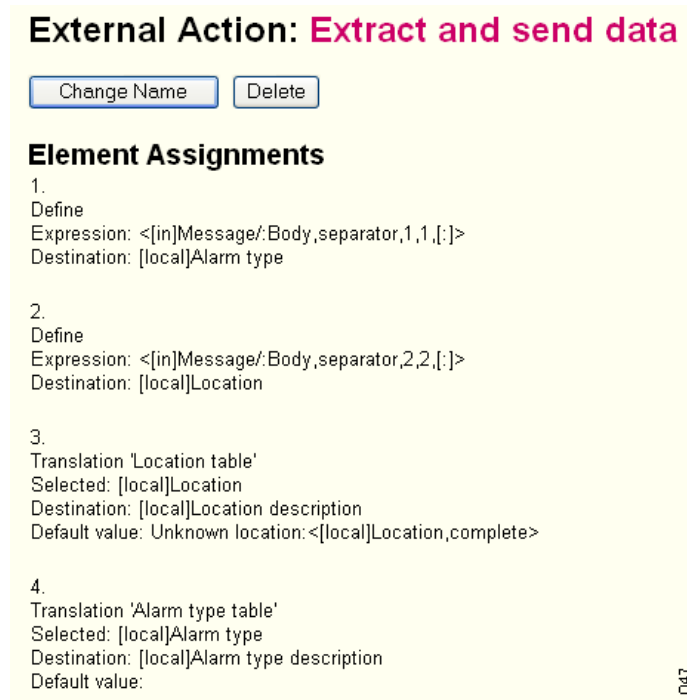 External Action: Extract and send data
Change Name Delete
Element Assignments
1.
Define
Expression: <[in]Message/:Body,separator,1,1,[:]>
Destination: [local]Alarm type
2.
Define
Expression: <[in]Message/:Body,separator,2,2,[:]>
Destination: [local]Location
3.
Translation 'Location table'
Selected: [local]Location
Destination: [local]Location description
Default value: Unknown location:<[local]Location,complete>
4.
Translation 'Alarm type table'
Selected: [local]Alarm type
Destination: [local]Alarm type description
Default value:
047